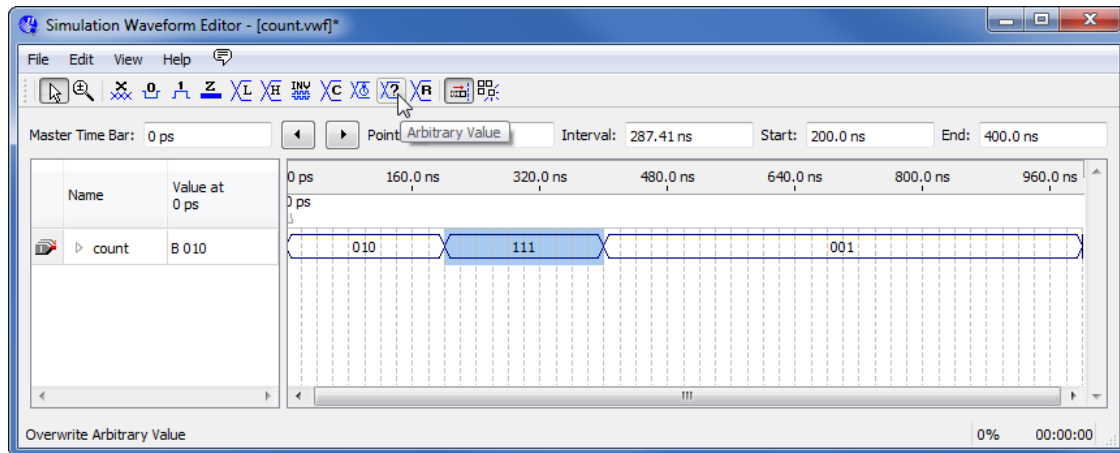 Simulation Waveform Editor - [count.vwf]*
File Edit View Help
X 0 1 Z L H INV C ? R
Master Time Bar: 0 ps Point Interval: 287.41 ns Start: 200.0 ns End: 400.0 ns
Arbitrary Value
Name Value at 0 ps
0 ps 160.0 ns 320.0 ns 480.0 ns 640.0 ns 800.0 ns 960.0 ns
0 ps
count B 010 010 111 001
Overwrite Arbitrary Value 0% 00:00:00